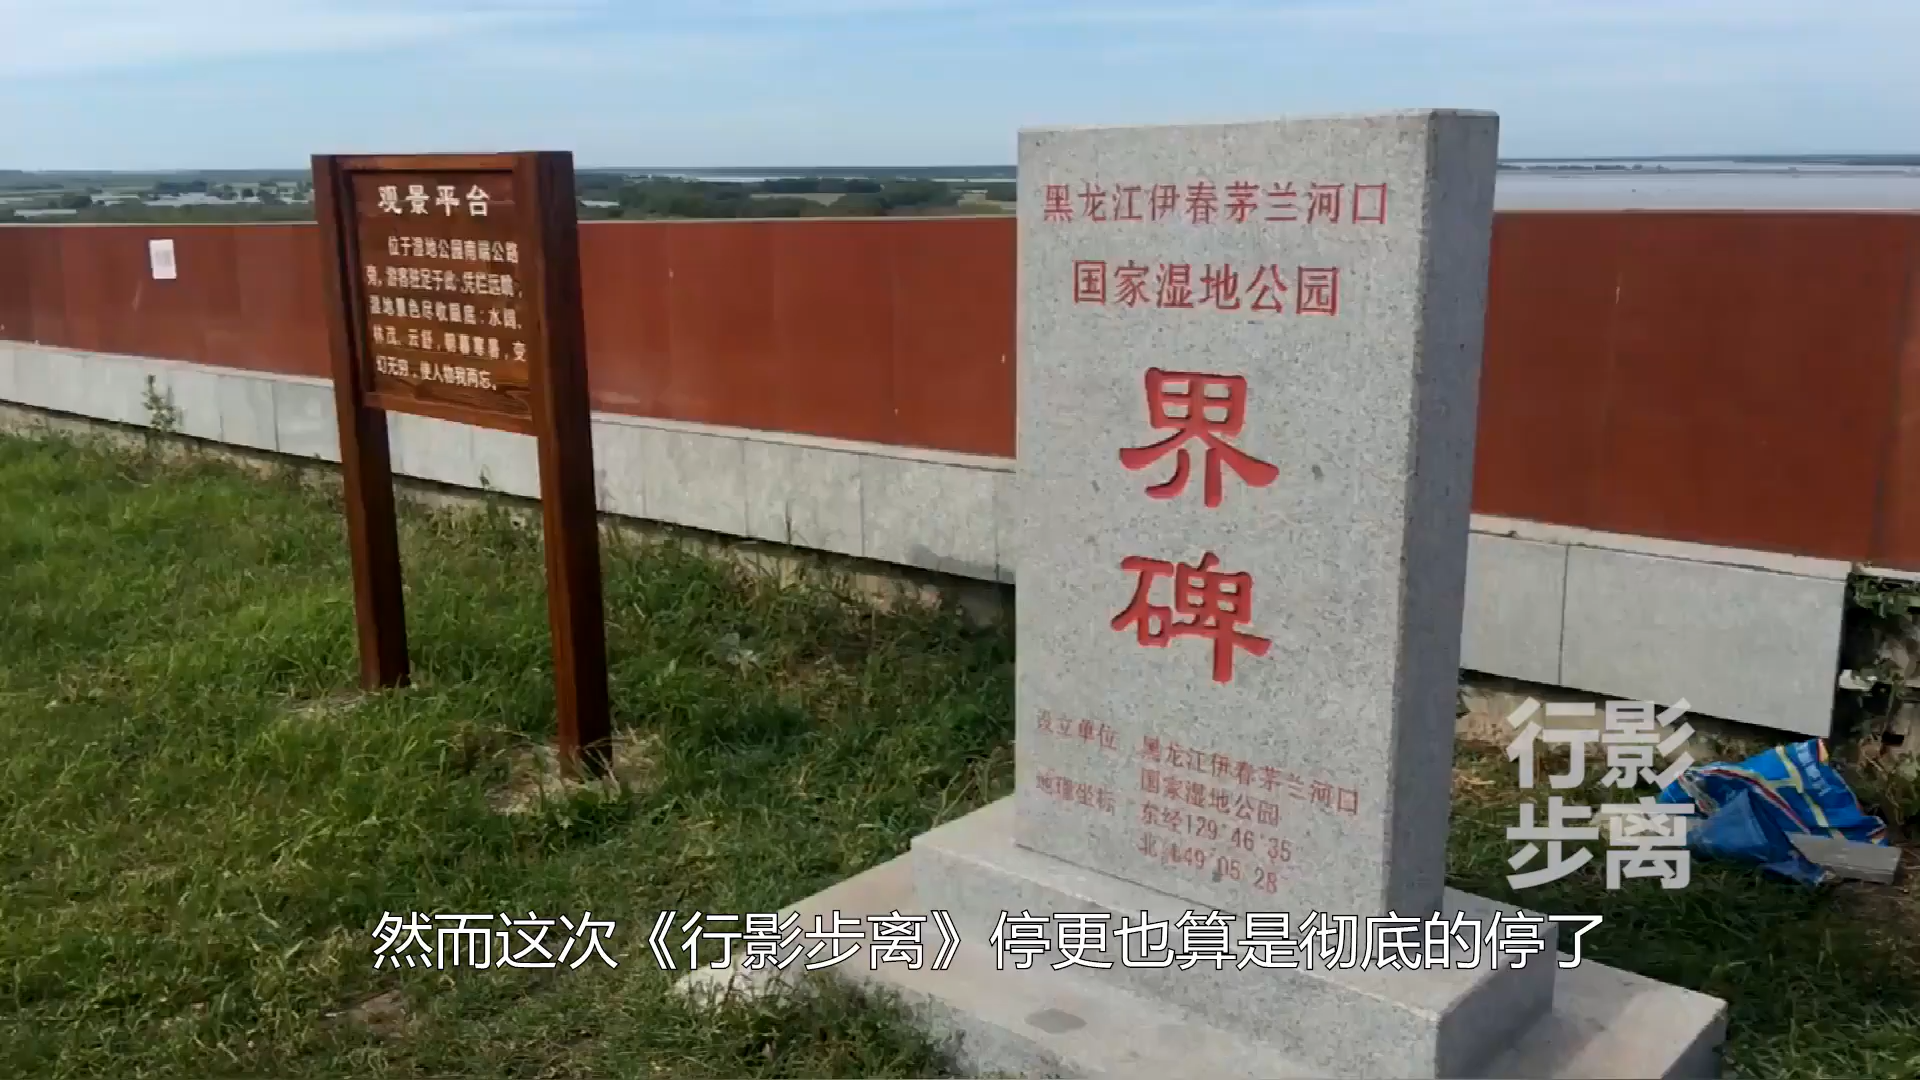 观景平台
位于湿地公园南端公路
旁，游客驻足于此，凭栏远眺，
湿地景色尽收眼底：水阔、
林茂、云舒，朝暮寒暑，变
幻无穷，使人物我两忘。
黑龙江伊春茅兰河口
国家湿地公园
界
碑
设立单位 黑龙江伊春茅兰河口
国家湿地公园
地理坐标 东经129°46′35″
北纬49°05′28″
行影
步离
然而这次《行影步离》停更也算是彻底的停了